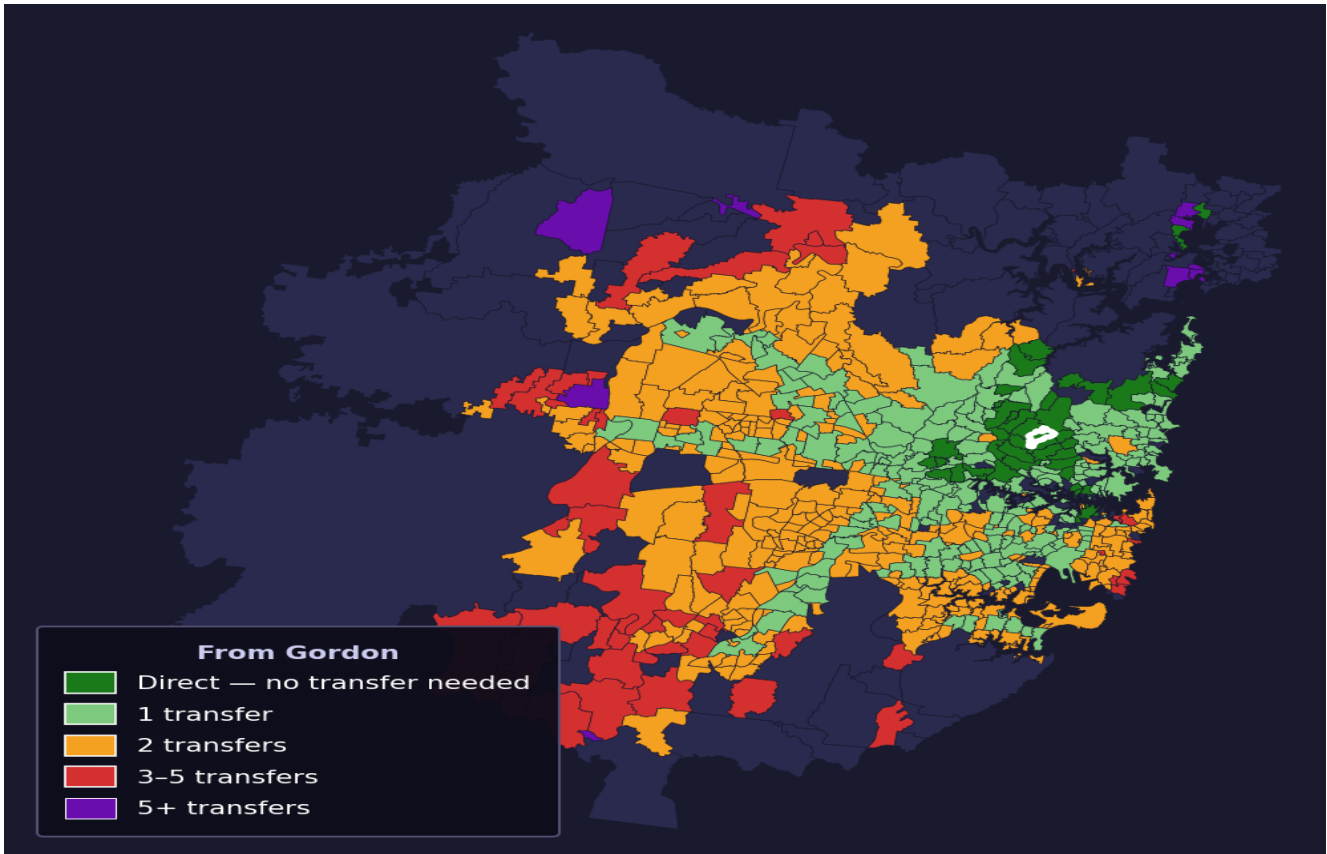 From Gordon
Direct — no transfer needed
1 transfer
2 transfers
3–5 transfers
5+ transfers